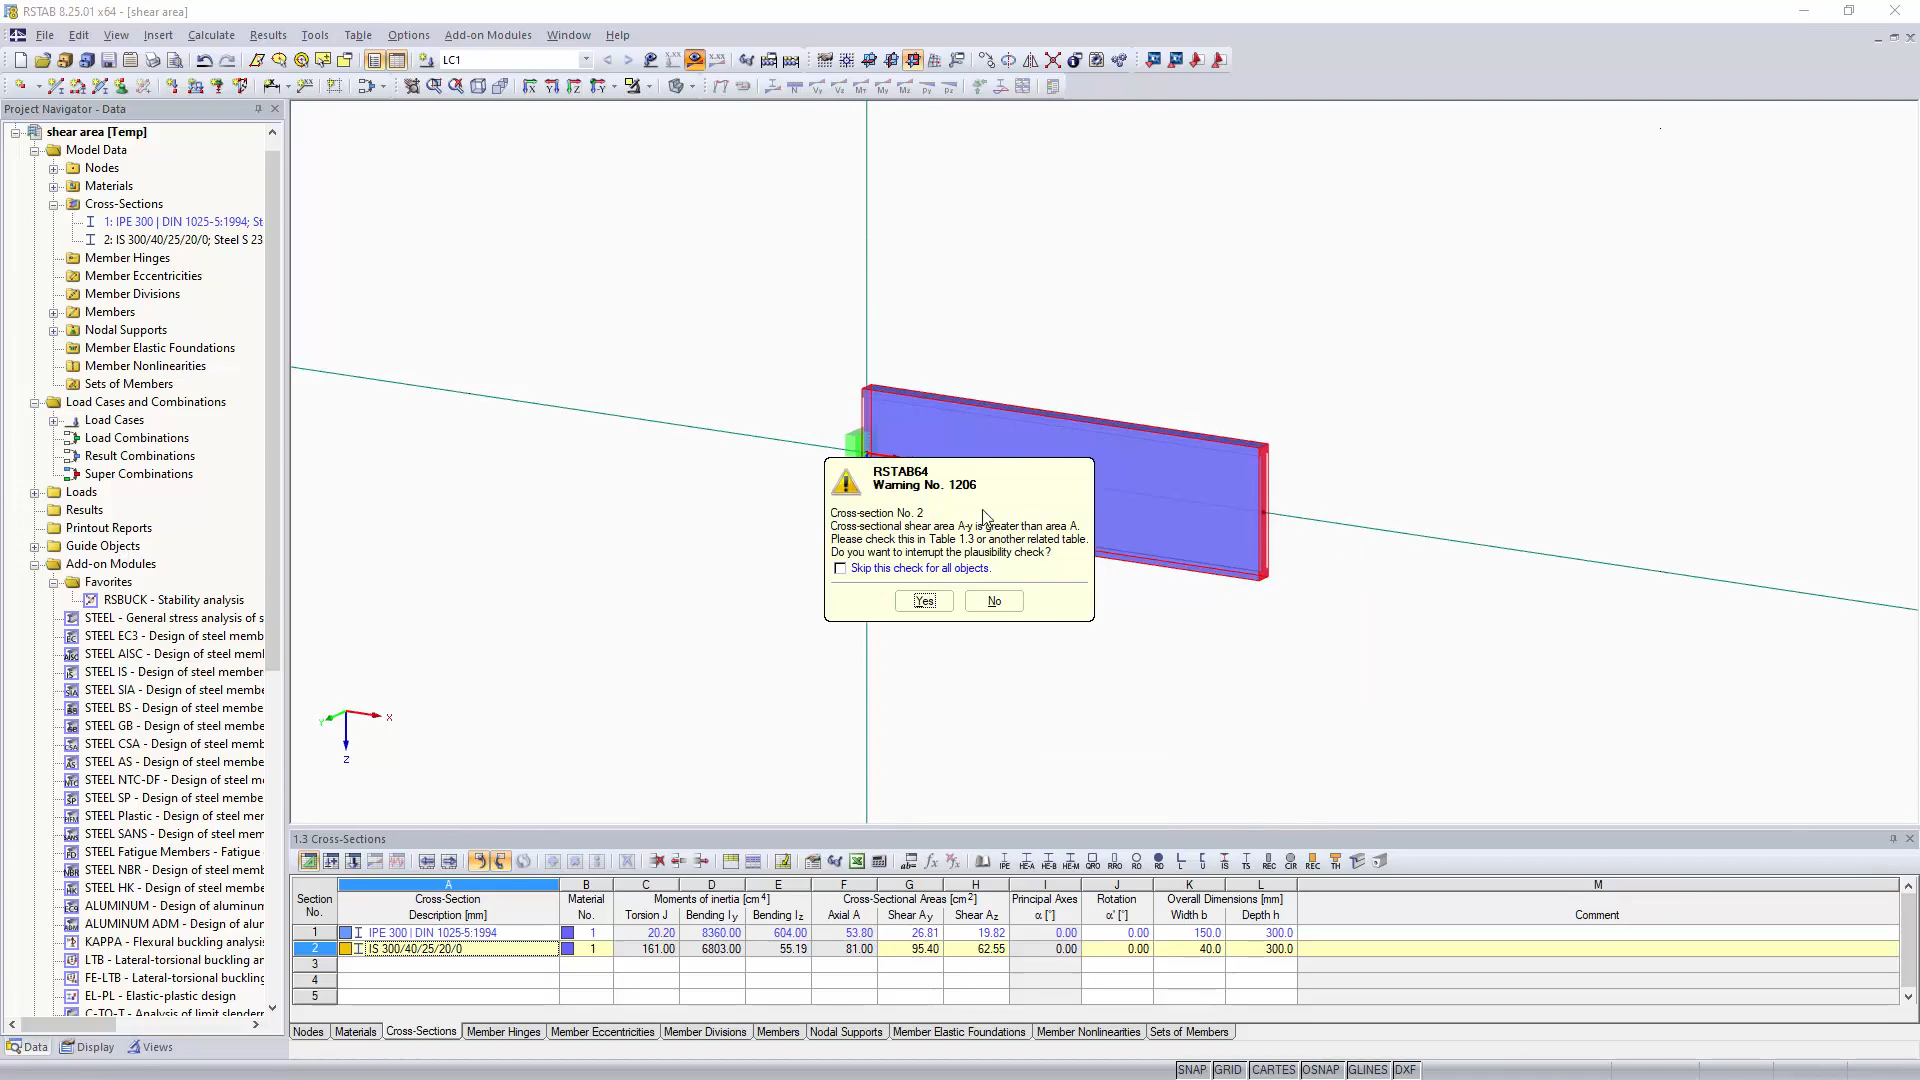 RSTAB 8.25.01 x64 - [shear area]
File Edit View Insert Calculate Results Tools Table Options Add-on Modules Window Help
LC1
Project Navigator - Data
shear area [Temp]
Model Data
Nodes
Materials
Cross-Sections
1: IPE 300 | DIN 1025-5:1994; St
2: IS 300/40/25/20/0; Steel S 23
Member Hinges
Member Eccentricities
Member Divisions
Members
Nodal Supports
Member Elastic Foundations
Member Nonlinearities
Sets of Members
Load Cases and Combinations
Load Cases
Load Combinations
Result Combinations
Super Combinations
Loads
Results
Printout Reports
Guide Objects
Add-on Modules
Favorites
RSBUCK - Stability analysis
STEEL - General stress analysis of s
STEEL EC3 - Design of steel memb
STEEL AISC - Design of steel meml
STEEL IS - Design of steel member
STEEL SIA - Design of steel membe
STEEL BS - Design of steel membe
STEEL GB - Design of steel membe
STEEL CSA - Design of steel memb
STEEL AS - Design of steel membe
STEEL NTC-DF - Design of steel me
STEEL SP - Design of steel membe
STEEL Plastic - Design of steel mem
STEEL SANS - Design of steel memb
STEEL Fatigue Members - Fatigue
STEEL NBR - Design of steel membe
STEEL HK - Design of steel membe
ALUMINUM - Design of aluminum
ALUMINUM ADM - Design of alum
KAPPA - Flexural buckling analysis
LTB - Lateral-torsional buckling an
FE-LTB - Lateral-torsional buckling
EL-PL - Elastic-plastic design
C-TO-T - Analysis of limit slenderr
Data Display Views
RSTAB64
Warning No. 1206
Cross-section No. 2
Cross-sectional shear area A-y is greater than area A.
Please check this in Table 1.3 or another related table.
Do you want to interrupt the plausibility check?
Skip this check for all objects.
Yes No
X
Y
Z
1.3 Cross-Sections
A B C D E F G H I J K L M
Section Cross-Section Material Moments of inertia [cm⁴] Cross-Sectional Areas [cm²] Principal Axes Rotation Overall Dimensions [mm]
No. Description [mm] No. Torsion J Bending Iy Bending Iz Axial A Shear Ay Shear Az α [°] α' [°] Width b Depth h Comment
1 IPE 300 | DIN 1025-5:1994 1 20.20 8360.00 604.00 53.80 26.81 19.82 0.00 0.00 150.0 300.0
2 IS 300/40/25/20/0 1 161.00 6803.00 55.19 81.00 95.40 62.55 0.00 0.00 40.0 300.0
3
4
5
Nodes Materials Cross-Sections Member Hinges Member Eccentricities Member Divisions Members Nodal Supports Member Elastic Foundations Member Nonlinearities Sets of Members
SNAP GRID CARTES OSNAP GLINES DXF